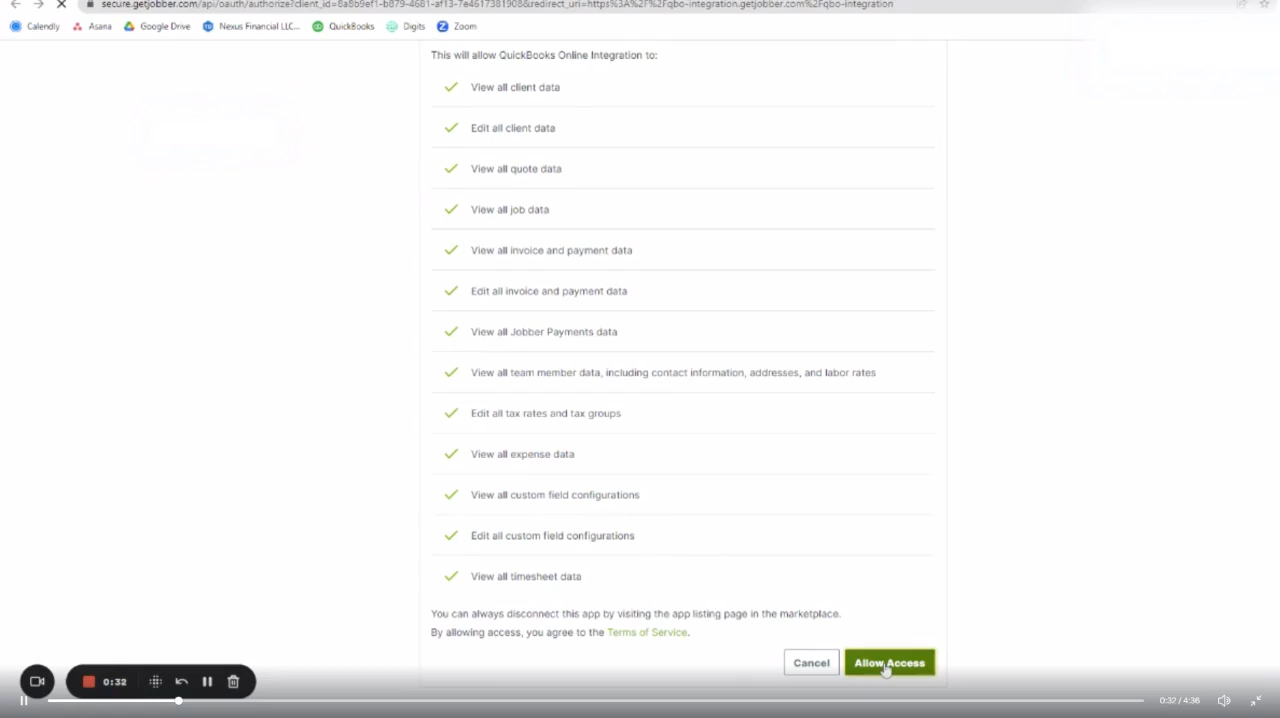 secure.getjobber.com/api/oauth/authorize?client_id=8a8b9ef1-b879-4681-af13-7e4617381908&redirect_uri=https%3A%2F%2Fqbo-integration.getjobber.com%2Fqbo-integration
Calendly Asana Google Drive Nexus Financial LLC... QuickBooks Digits Zoom
This will allow QuickBooks Online Integration to:
View all client data
Edit all client data
View all quote data
View all job data
View all invoice and payment data
Edit all invoice and payment data
View all Jobber Payments data
View all team member data, including contact information, addresses, and labor rates
Edit all tax rates and tax groups
View all expense data
View all custom field configurations
Edit all custom field configurations
View all timesheet data
You can always disconnect this app by visiting the app listing page in the marketplace.
By allowing access, you agree to the Terms of Service.
Cancel Allow Access
0:32
0:32 / 4:36